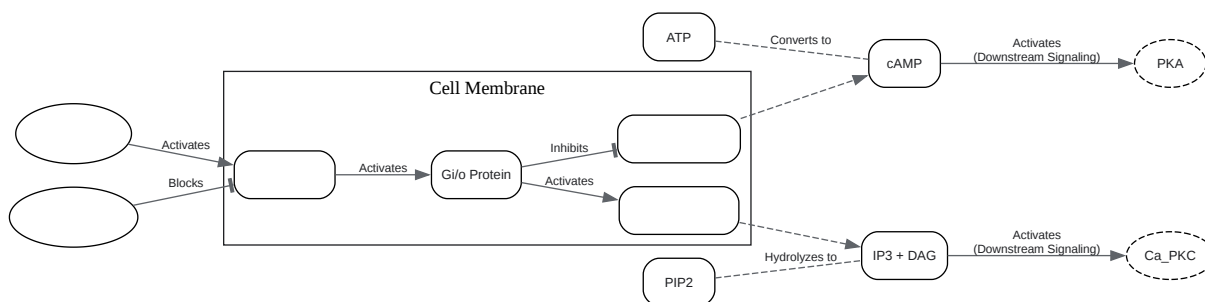 ATP
Converts to
cAMP
Activates
(Downstream Signaling)
PKA
Cell Membrane
Activates
Blocks
Activates
Gi/o Protein
Inhibits
Activates
PIP2
Hydrolyzes to
IP3 + DAG
Activates
(Downstream Signaling)
Ca_PKC